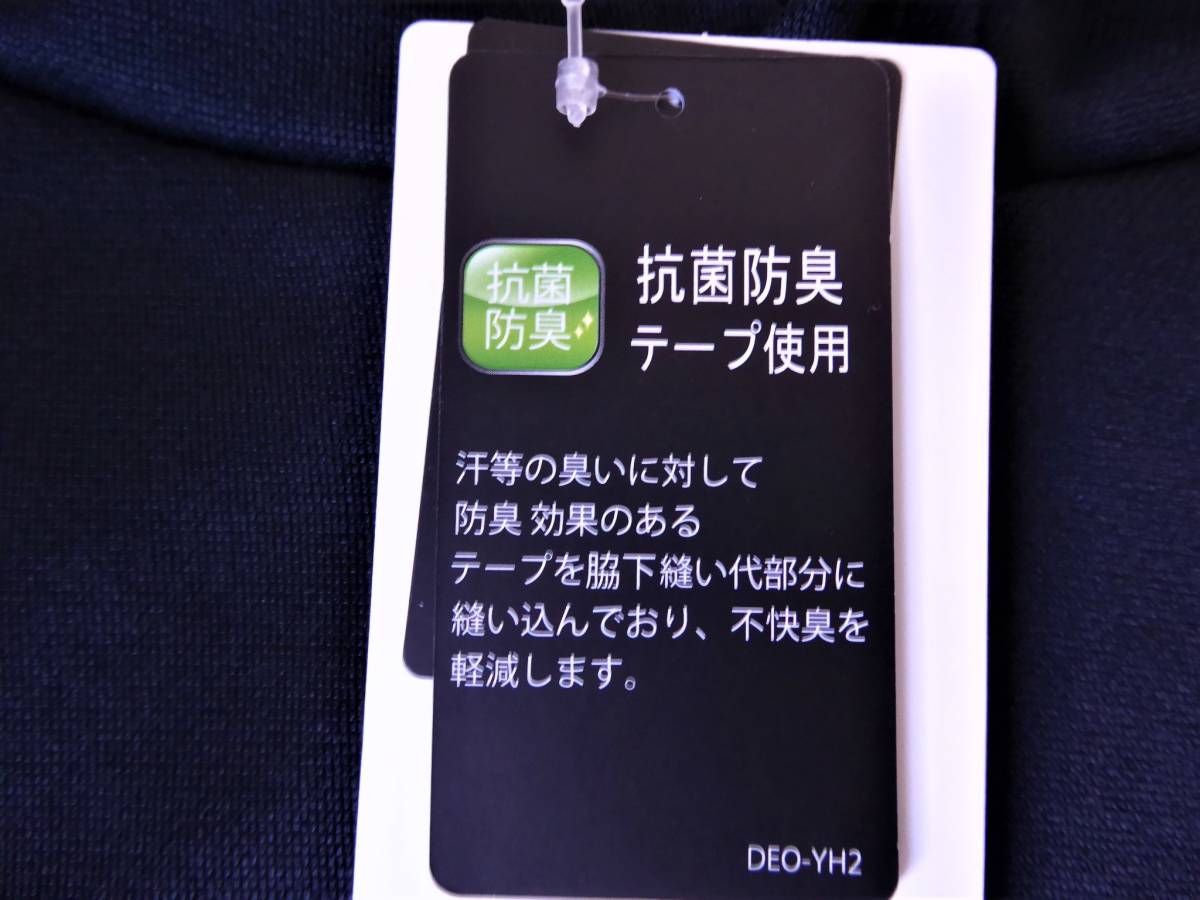 抗菌
防臭
抗菌防臭
テープ使用
汗等の臭いに対して
防臭 効果のある
テープを脇下縫い代部分に
縫い込んでおり、不快臭を
軽減します。
DEO-YH2